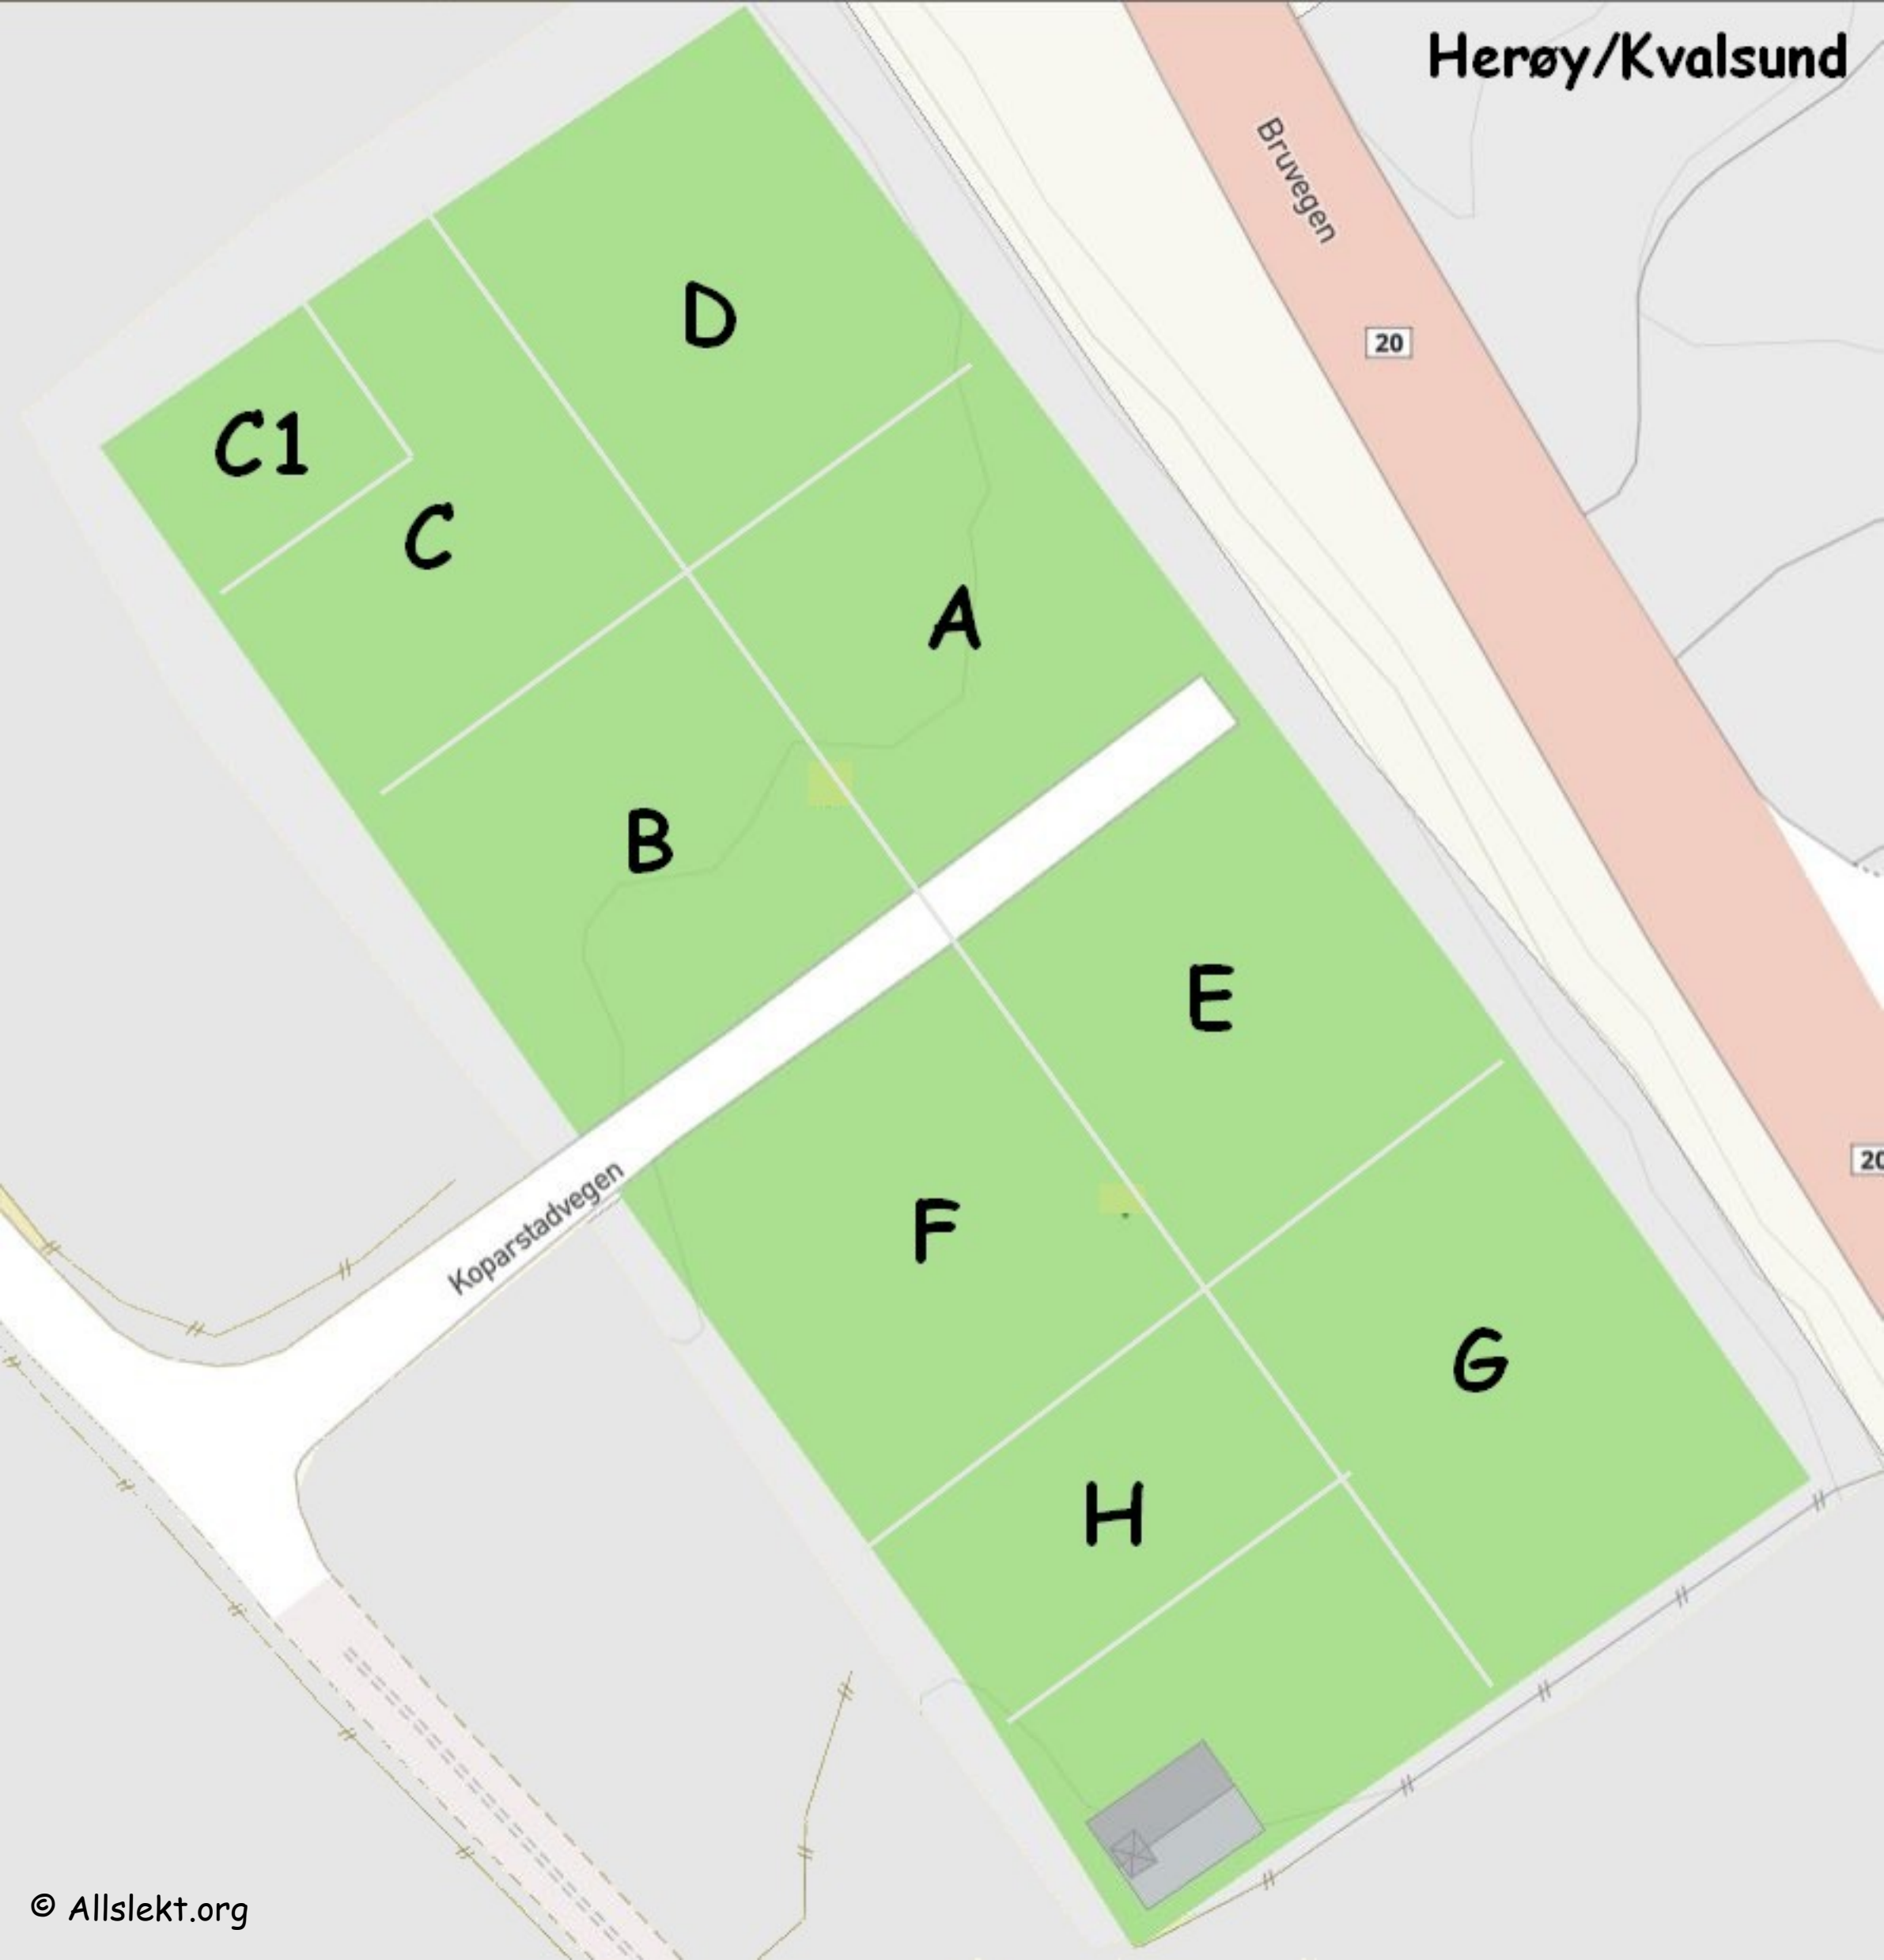 Herøy/Kvalsund
Bruvegen
20
D
C1
C
A
B
E
20
F
Koparstadvegen
G
H
© Allslekt.org